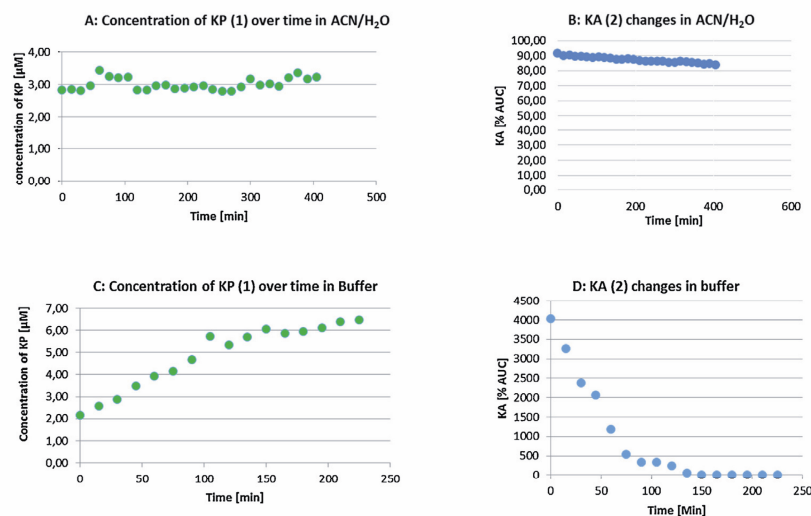 A: Concentration of KP (1) over time in ACN/H₂O
concentration of KP [µM]
4,00
3,00
2,00
1,00
0,00
0 100 200 300 400 500
Time [min]
B: KA (2) changes in ACN/H₂O
KA [% AUC]
100,00
90,00
80,00
70,00
60,00
50,00
40,00
30,00
20,00
10,00
0,00
0 200 400 600
Time [min]
C: Concentration of KP (1) over time in Buffer
Concentration of KP [µM]
7,00
6,00
5,00
4,00
3,00
2,00
1,00
0,00
0 50 100 150 200 250
Time [min]
D: KA (2) changes in buffer
KA [% AUC]
4500
4000
3500
3000
2500
2000
1500
1000
500
0
0 50 100 150 200 250
Time [Min]